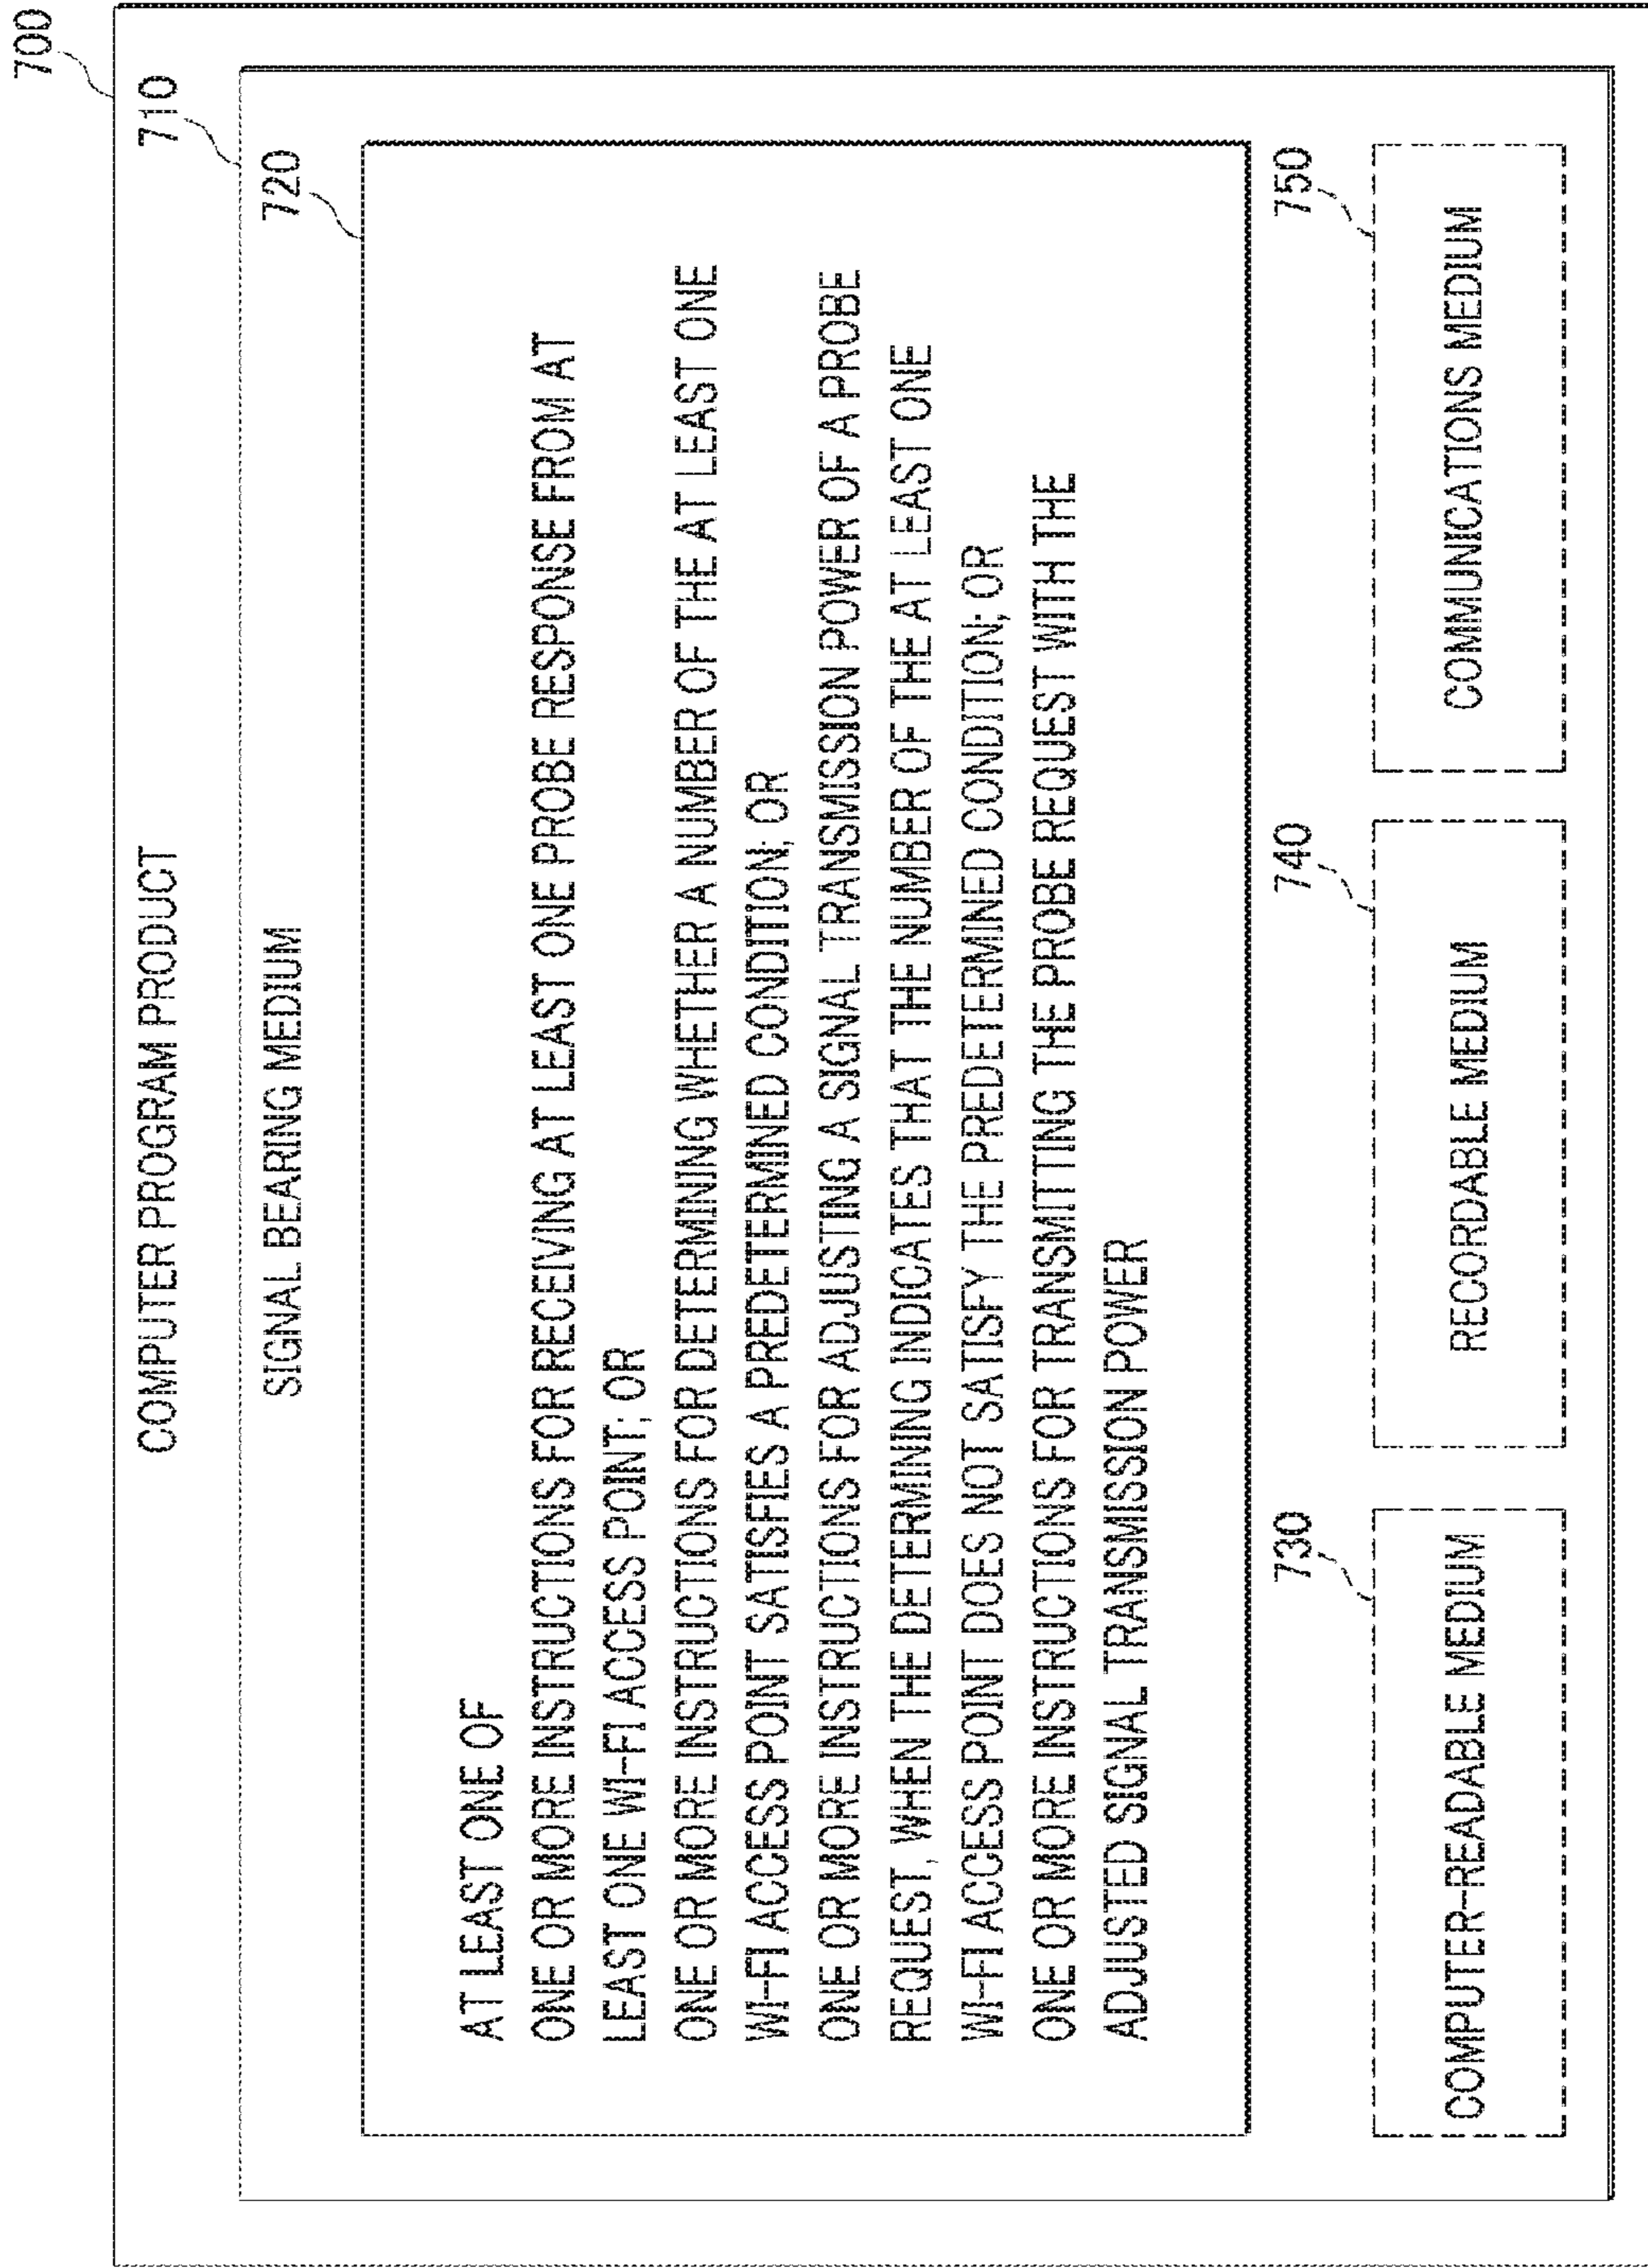 700
COMPUTER PROGRAM PRODUCT
710
SIGNAL BEARING MEDIUM
720
AT LEAST ONE OF
ONE OR MORE INSTRUCTIONS FOR RECEIVING AT LEAST ONE PROBE RESPONSE FROM AT
LEAST ONE WI-FI ACCESS POINT; OR
ONE OR MORE INSTRUCTIONS FOR DETERMINING WHETHER A NUMBER OF THE AT LEAST ONE
WI-FI ACCESS POINT SATISFIES A PREDETERMINED CONDITION; OR
ONE OR MORE INSTRUCTIONS FOR ADJUSTING A SIGNAL TRANSMISSION POWER OF A PROBE
REQUEST, WHEN THE DETERMINING INDICATES THAT THE NUMBER OF THE AT LEAST ONE
WI-FI ACCESS POINT DOES NOT SATISFY THE PREDETERMINED CONDITION; OR
ONE OR MORE INSTRUCTIONS FOR TRANSMITTING THE PROBE REQUEST WITH THE
ADJUSTED SIGNAL TRANSMISSION POWER
730
COMPUTER-READABLE MEDIUM
740
RECORDABLE MEDIUM
750
COMMUNICATIONS MEDIUM